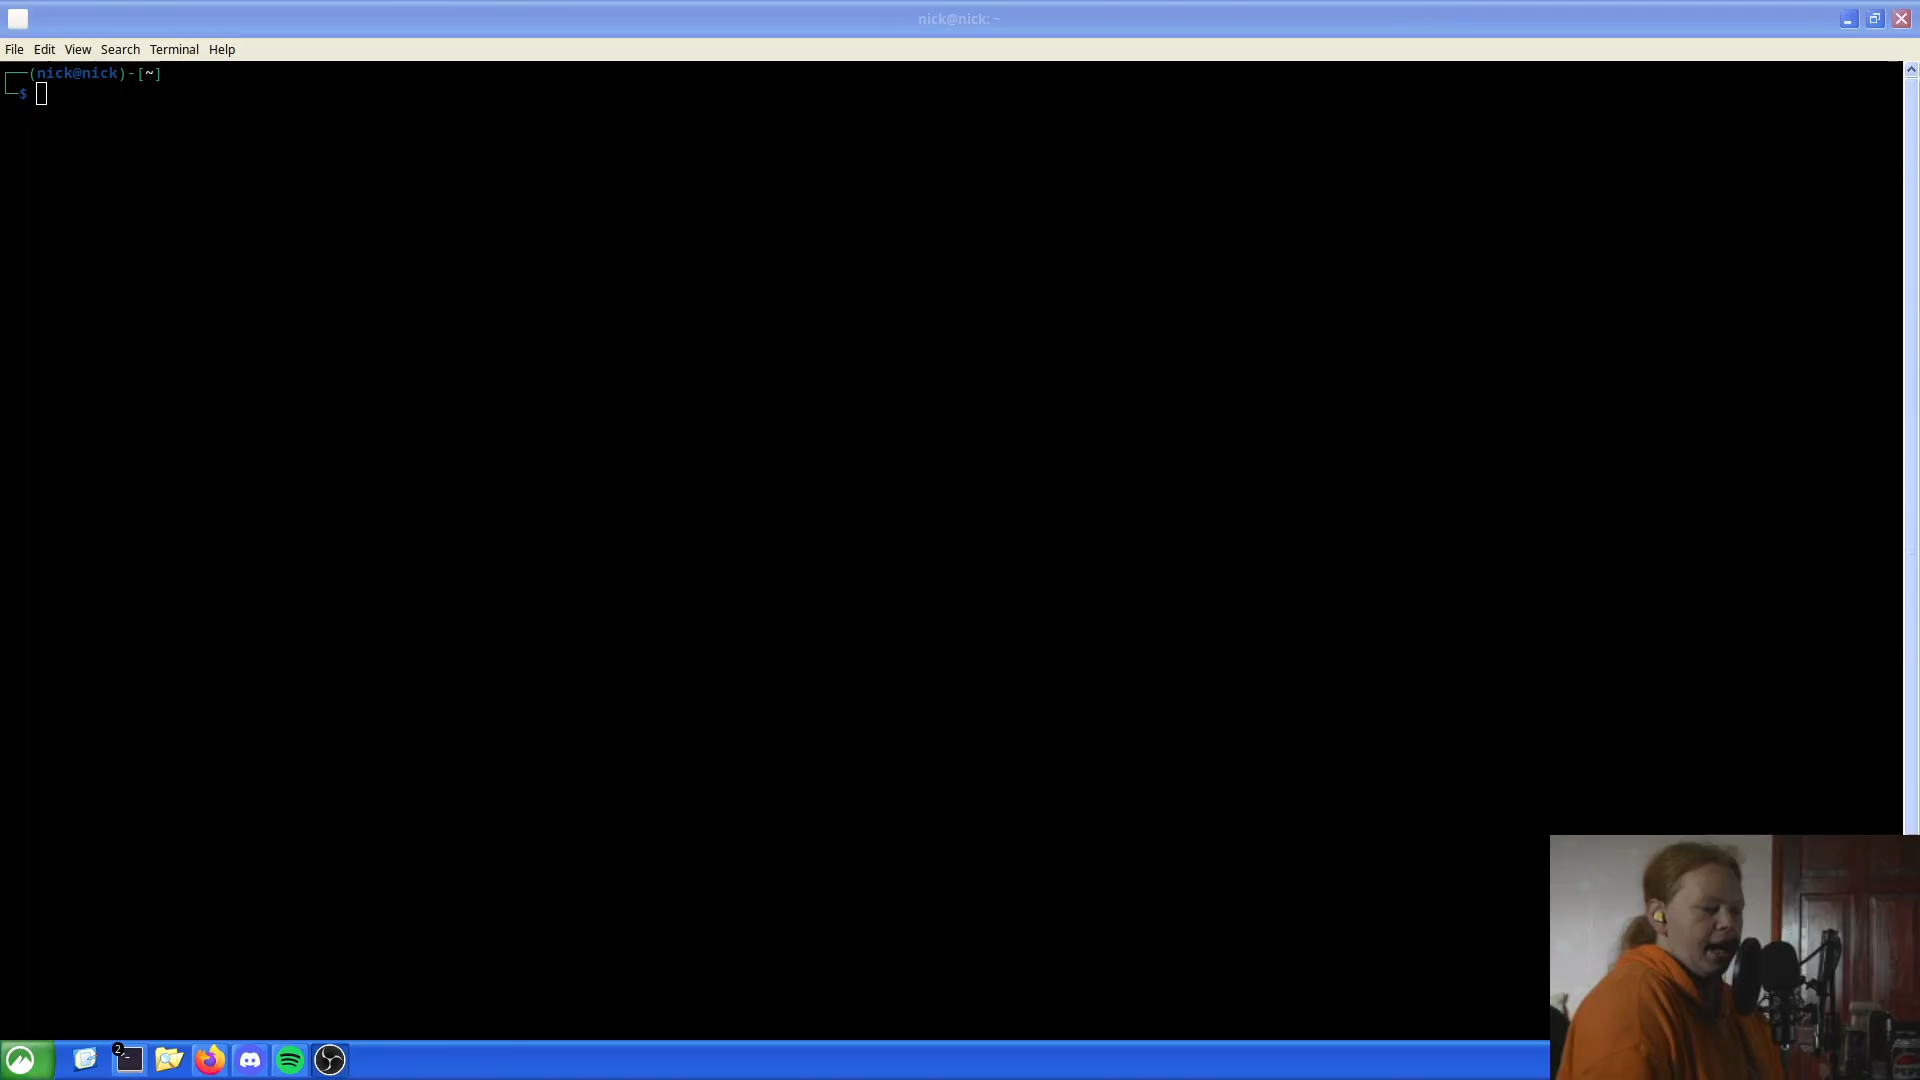 nick@nick: ~
File Edit View Search Terminal Help
(nick@nick)-[~]
$
2